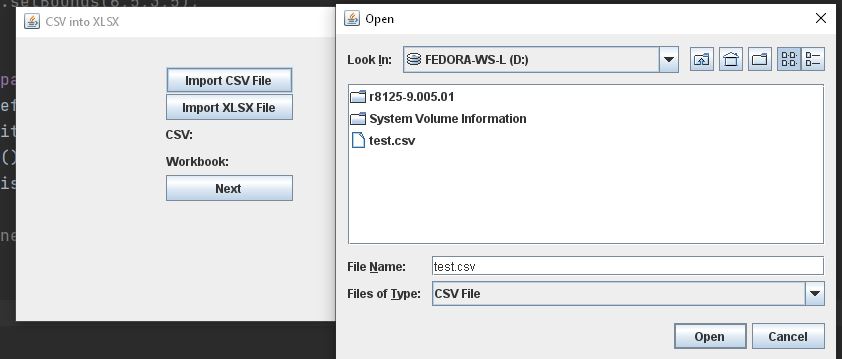 .setBounds(6,5,3,5);
CSV into XLSX
Import CSV File
Import XLSX File
CSV:
Workbook:
Next
pa
ef
it
()
is
ne
Open
Look In:
FEDORA-WS-L (D:)
r8125-9.005.01
System Volume Information
test.csv
File Name:
test.csv
Files of Type:
CSV File
Open
Cancel